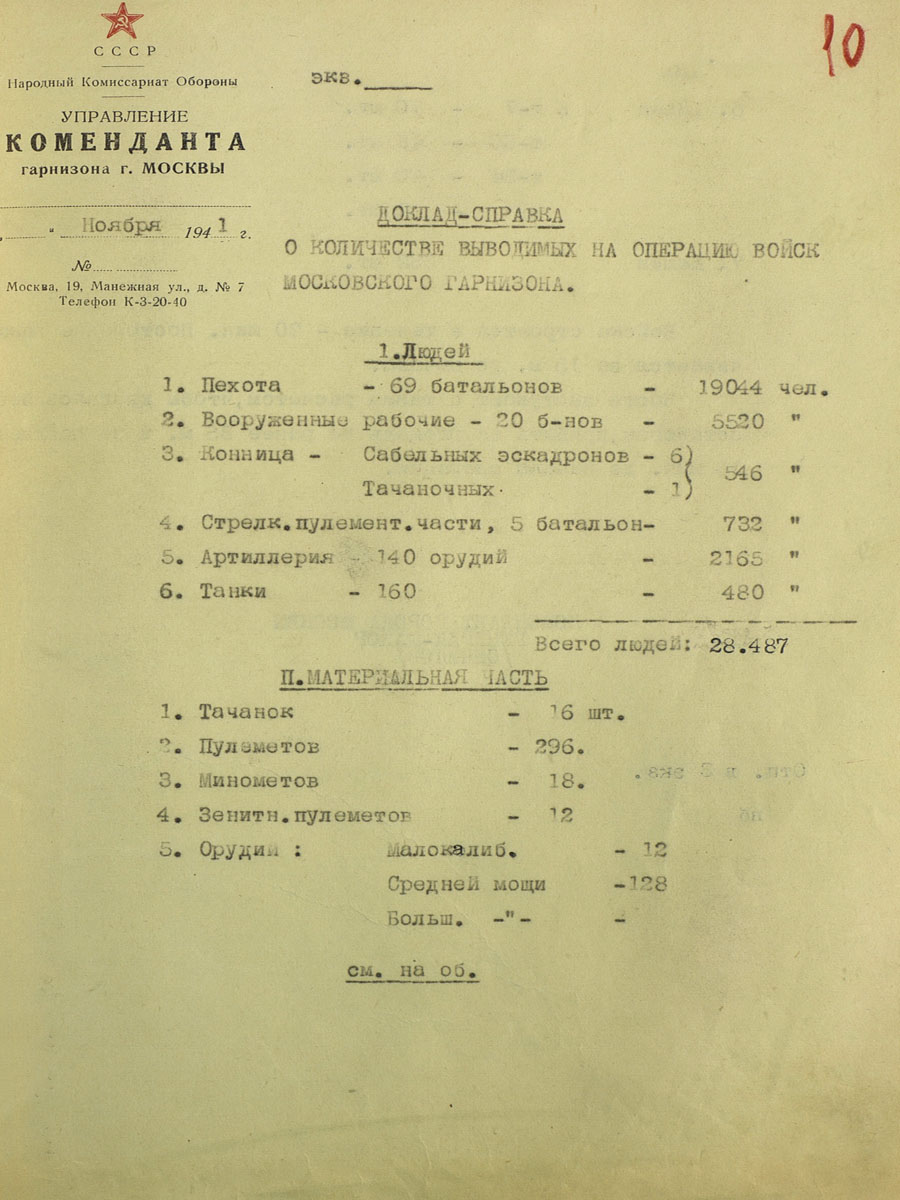 10
СССР
Народный Комиссариат Обороны
экв.
УПРАВЛЕНИЕ
КОМЕНДАНТА
гарнизона г. МОСКВЫ
" Ноября 1941 г.
№
Москва, 19, Манежная ул., д. № 7
Телефон К-3-20-40
ДОКЛАД-СПРАВКА
О КОЛИЧЕСТВЕ ВЫВОДИМЫХ НА ОПЕРАЦИЮ ВОЙСК
МОСКОВСКОГО ГАРНИЗОНА.
1.Людей
1. Пехота - 69 батальонов - 19044 чел.
2. Вооруженные рабочие - 20 б-нов - 5520 "
3. Конница - Сабельных эскадронов - 6)
( 546 "
Тачаночных - 1)
4. Стрелк.пулемент.части, 5 батальон- 732 "
5. Артиллерия - 140 орудий - 2165 "
6. Танки - 160 - 480 "
Всего людей: 28.487
П.МАТЕРИАЛЬНАЯ ЧАСТЬ
1. Тачанок - 16 шт.
2. Пулеметов - 296.
3. Минометов - 18.
4. Зенитн.пулеметов - 12
5. Орудий : Малокалиб. - 12
Средней мощи -128
Больш. -"- -
см. на об.